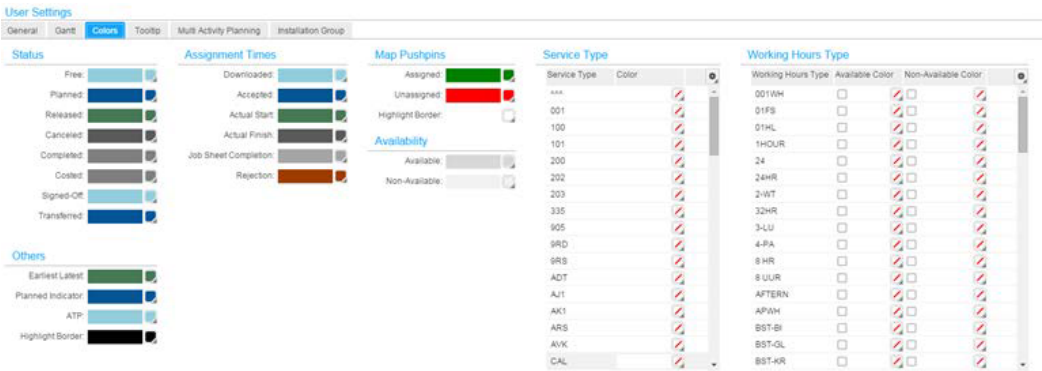 User Settings
General Gantt Colors Tooltip Multi Activity Planning Installation Group
Status
Free:
Planned:
Released:
Canceled:
Completed:
Costed:
Signed-Off:
Transferred:
Others
Earliest Latest:
Planned Indicator:
ATP:
Highlight Border:
Assignment Times
Downloaded:
Accepted:
Actual Start:
Actual Finish:
Job Sheet Completion:
Rejection:
Map Pushpins
Assigned:
Unassigned:
Highlight Border:
Availability
Available:
Non-Available:
Service Type
Service Type Color
***
001
100
101
200
202
203
335
905
9RD
9RS
ADT
AJ1
AK1
ARS
AVK
CAL
Working Hours Type
Working Hours Type Available Color Non-Available Color
001WH
01FS
01HL
1HOUR
24
24HR
2-WT
32HR
3-LU
4-PA
8 HR
8 UUR
AFTERN
APWH
BST-BI
BST-GL
BST-KR